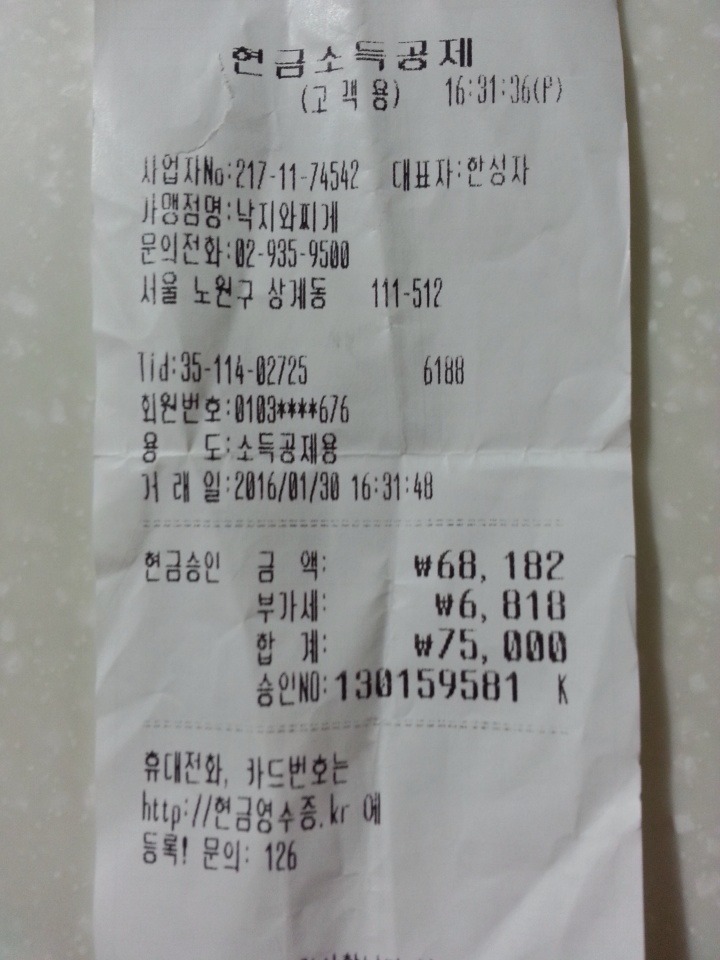 현금소득공제
(고객용) 16:31:36(P)
사업자No:217-11-74542 대표자:한성자
가맹점명:낙지와찌게
문의전화:02-935-9500
서울 노원구 상계동 111-512
Tid:35-114-02725 6188
회원번호:0103****676
용 도:소득공제용
거 래 일:2016/01/30 16:31:48
현금승인 금 액: ₩68,182
부가세: ₩6,818
합 계: ₩75,000
승인NO:130159581 K
휴대전화, 카드번호는
http://현금영수증.kr 에
등록! 문의: 126